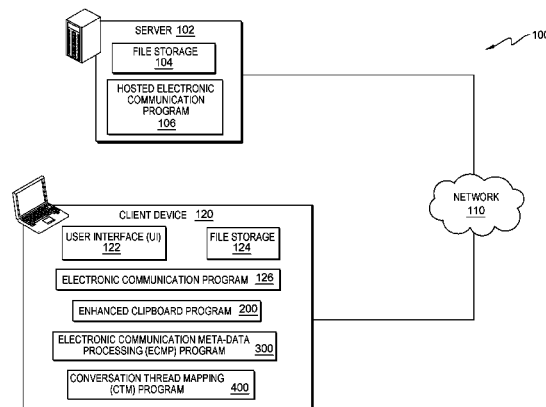 100
SERVER 102
FILE STORAGE
104
HOSTED ELECTRONIC
COMMUNICATION
PROGRAM
106
NETWORK
110
CLIENT DEVICE 120
USER INTERFACE (UI)
122
FILE STORAGE
124
ELECTRONIC COMMUNICATION PROGRAM 126
ENHANCED CLIPBOARD PROGRAM 200
ELECTRONIC COMMUNICATION META-DATA
PROCESSING (ECMP) PROGRAM 300
CONVERSATION THREAD MAPPING
(CTM) PROGRAM 400